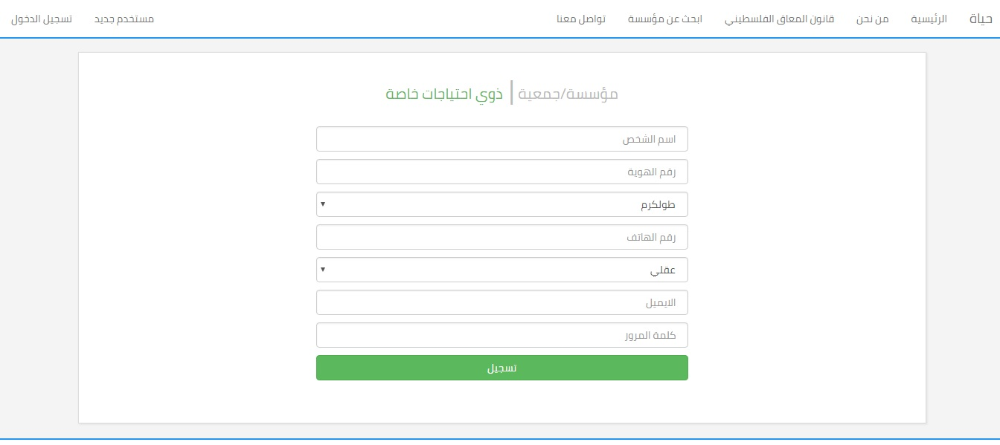 حياة الرئيسية من نحن قانون المعاق الفلسطيني ابحث عن مؤسسة تواصل معنا مستخدم جديد تسجيل الدخول
مؤسسة/جمعية | ذوي احتياجات خاصة
اسم الشخص
رقم الهوية
طولكرم
رقم الهاتف
عقلي
الايميل
كلمة المرور
تسجيل